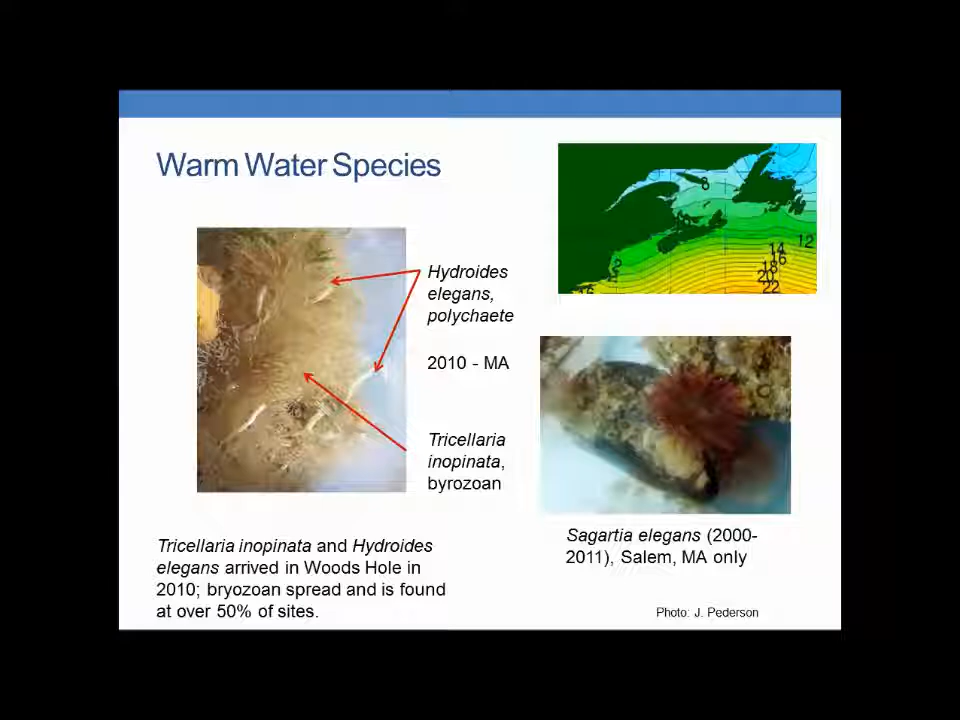 Warm Water Species
8
12
14
16
18
20
22
Hydroides
elegans,
polychaete
2010 - MA
Tricellaria
inopinata,
byrozoan
Tricellaria inopinata and Hydroides
elegans arrived in Woods Hole in
2010; bryozoan spread and is found
at over 50% of sites.
Sagartia elegans (2000-
2011), Salem, MA only
Photo: J. Pederson